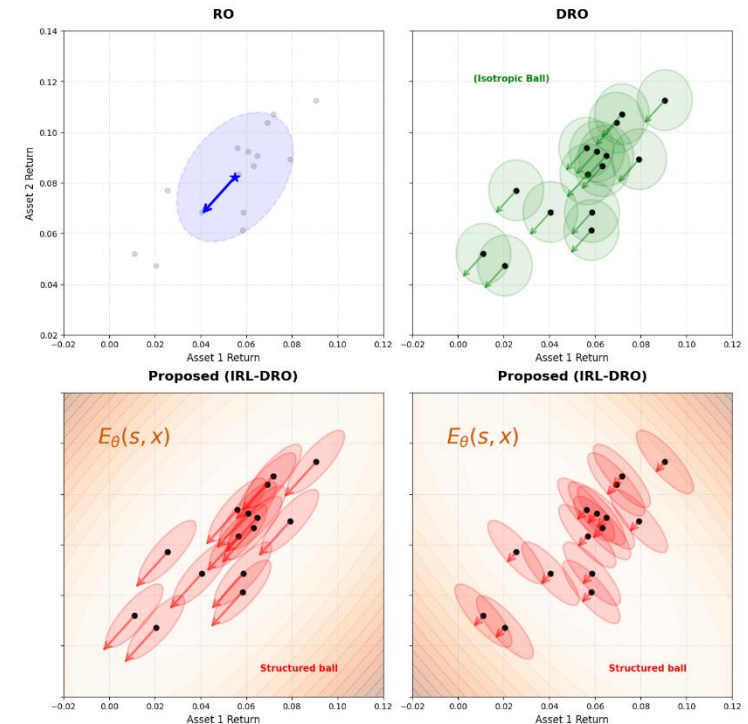 RO
DRO
0.14
0.12
0.10
0.08
0.06
0.04
0.02
Asset 2 Return
(Isotropic Ball)
−0.02 0.00 0.02 0.04 0.06 0.08 0.10 0.12
Asset 1 Return
−0.02 0.00 0.02 0.04 0.06 0.08 0.10 0.12
Asset 1 Return
Proposed (IRL-DRO)
Proposed (IRL-DRO)
E_θ(s, x)
E_θ(s, x)
Structured ball
Structured ball
−0.02 0.00 0.02 0.04 0.06 0.08 0.10 0.12
Asset 1 Return
−0.02 0.00 0.02 0.04 0.06 0.08 0.10 0.12
Asset 1 Return